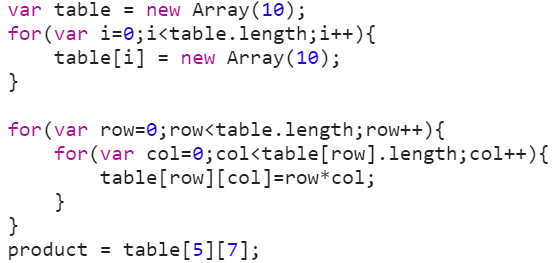 var table = new Array(10);
for(var i=0;i<table.length;i++){
    table[i] = new Array(10);
}

for(var row=0;row<table.length;row++){
    for(var col=0;col<table[row].length;col++){
        table[row][col]=row*col;
    }
}
product = table[5][7];